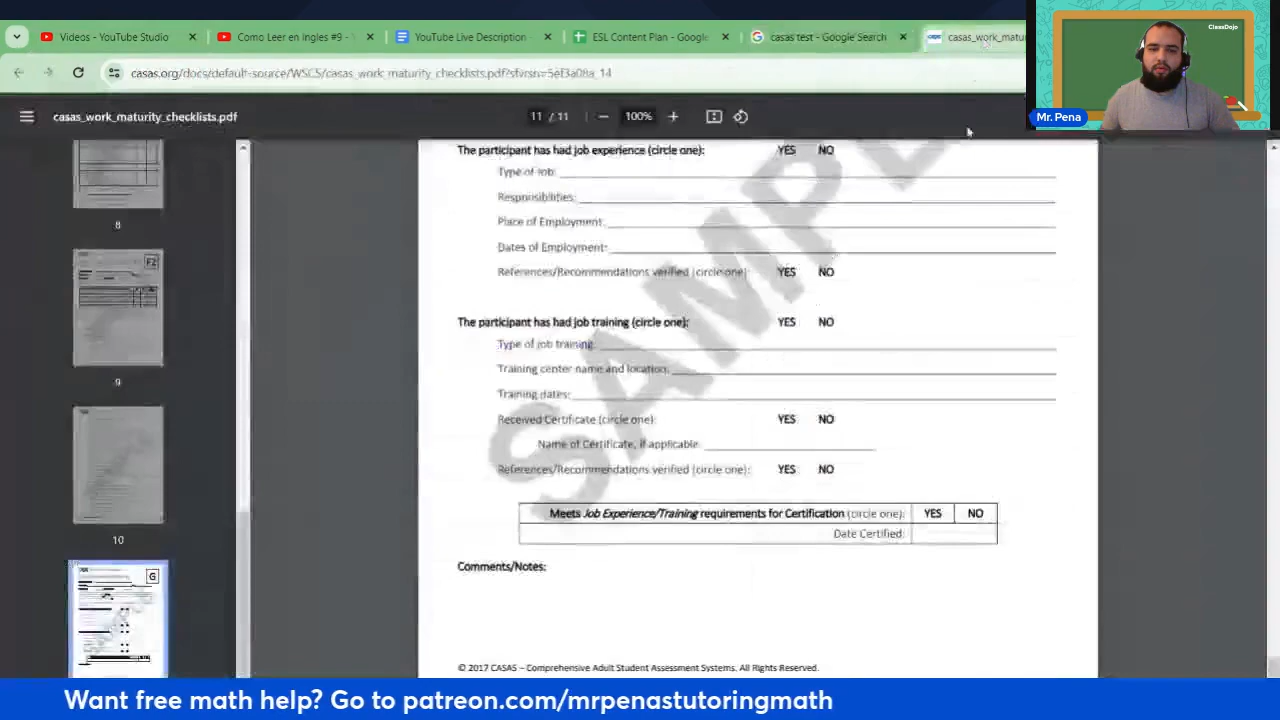 ClassDojo
Videos - YouTube Studio
Como Leer en ingles #9 -
YouTube Live Description
ESL Content Plan - Google
casas test - Google Search
casas_work_matu
casas.org/docs/default-source/WSCS/casas_work_maturity_checklists.pdf?sfvrsn=5ef3a08a_14
Mr. Pena
casas_work_maturity_checklists.pdf
11 / 11
100%
The participant has had job experience (circle one): YES NO
Type of Job:
Responsibilities:
Place of Employment:
Dates of Employment:
References/Recommendations verified (circle one): YES NO
The participant has had job training (circle one): YES NO
Type of job training:
Training center name and location:
Training dates:
Received Certificate (circle one): YES NO
Name of Certificate, if applicable:
References/Recommendations verified (circle one): YES NO
Meets Job Experience/Training requirements for Certification (circle one): YES NO
Date Certified:
Comments/Notes:
© 2017 CASAS – Comprehensive Adult Student Assessment Systems. All Rights Reserved.
SAMPLE
8
F2
9
10
G
Want free math help? Go to patreon.com/mrpenastutoringmath